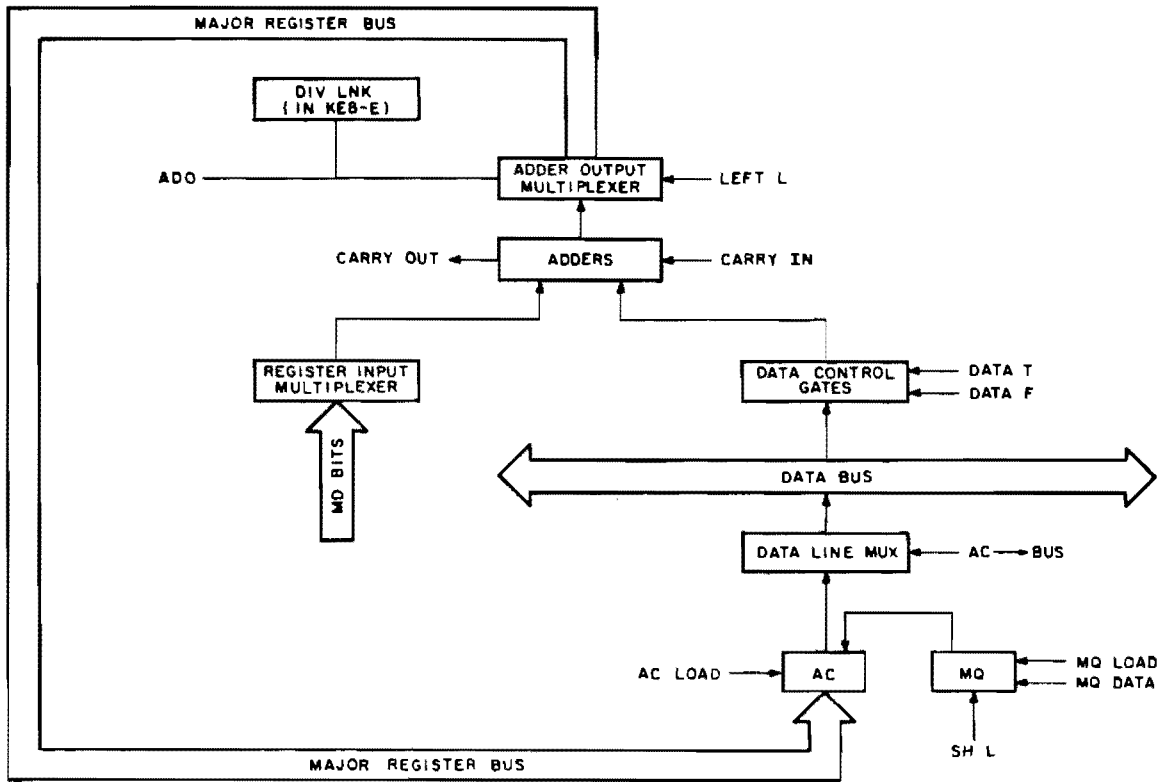 MAJOR REGISTER BUS
DIV LNK
(IN KE8-E)
ADO
ADDER OUTPUT
MULTIPLEXER
LEFT L
CARRY OUT
ADDERS
CARRY IN
REGISTER INPUT
MULTIPLEXER
DATA CONTROL
GATES
DATA T
DATA F
MD BITS
DATA BUS
DATA LINE MUX
AC→BUS
AC LOAD
AC
MQ
MQ LOAD
MQ DATA
SH L
MAJOR REGISTER BUS